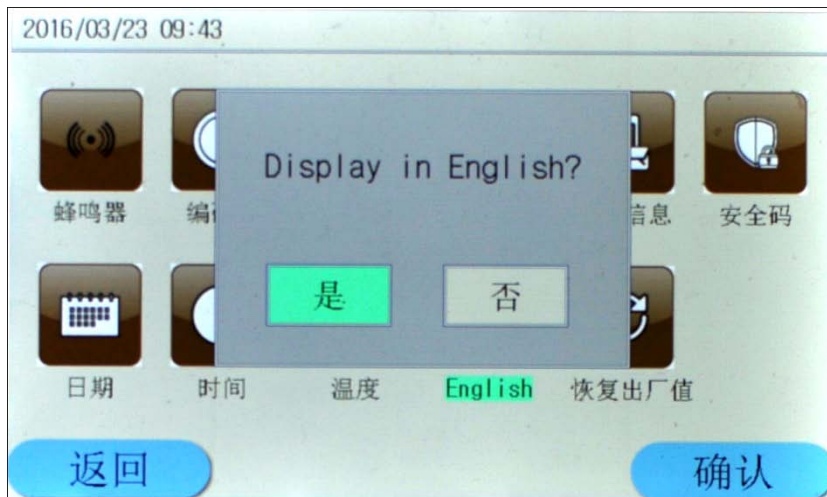 2016/03/23 09:43
Display in English?
蜂鸣器 编 信息 安全码
是 否
日期 时间 温度 English 恢复出厂值
返回 确认